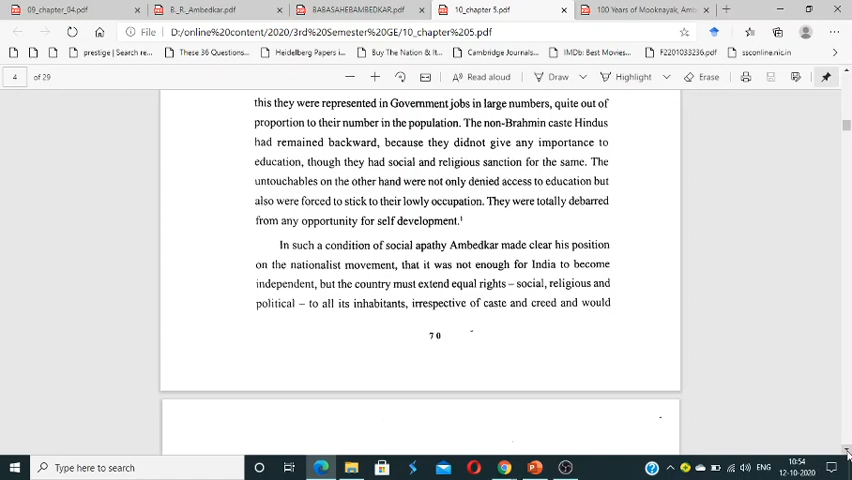 09_chapter_04.pdf
B_R_Ambedkar.pdf
BABASAHEBAMBEDKAR.pdf
10_chapter 5.pdf
100 Years of Mooknayak, Amb
File
D:/online%20content/2020/3rd%20Semester%20GE/10_chapter%205.pdf
prestige | Search re...
These 36 Questions...
Heidelberg Papers i...
Buy The Nation & It...
Cambridge Journals...
IMDb: Best Movies...
F2201033236.pdf
ssconline.nic.in
4
of 29
Read aloud
Draw
Highlight
Erase
this they were represented in Government jobs in large numbers, quite out of
proportion to their number in the population. The non-Brahmin caste Hindus
had remained backward, because they didnot give any importance to
education, though they had social and religious sanction for the same. The
untouchables on the other hand were not only denied access to education but
also were forced to stick to their lowly occupation. They were totally debarred
from any opportunity for self development.
In such a condition of social apathy Ambedkar made clear his position
on the nationalist movement, that it was not enough for India to become
independent, but the country must extend equal rights – social, religious and
political – to all its inhabitants, irrespective of caste and creed and would
70
Type here to search
ENG
10:54
12-10-2020